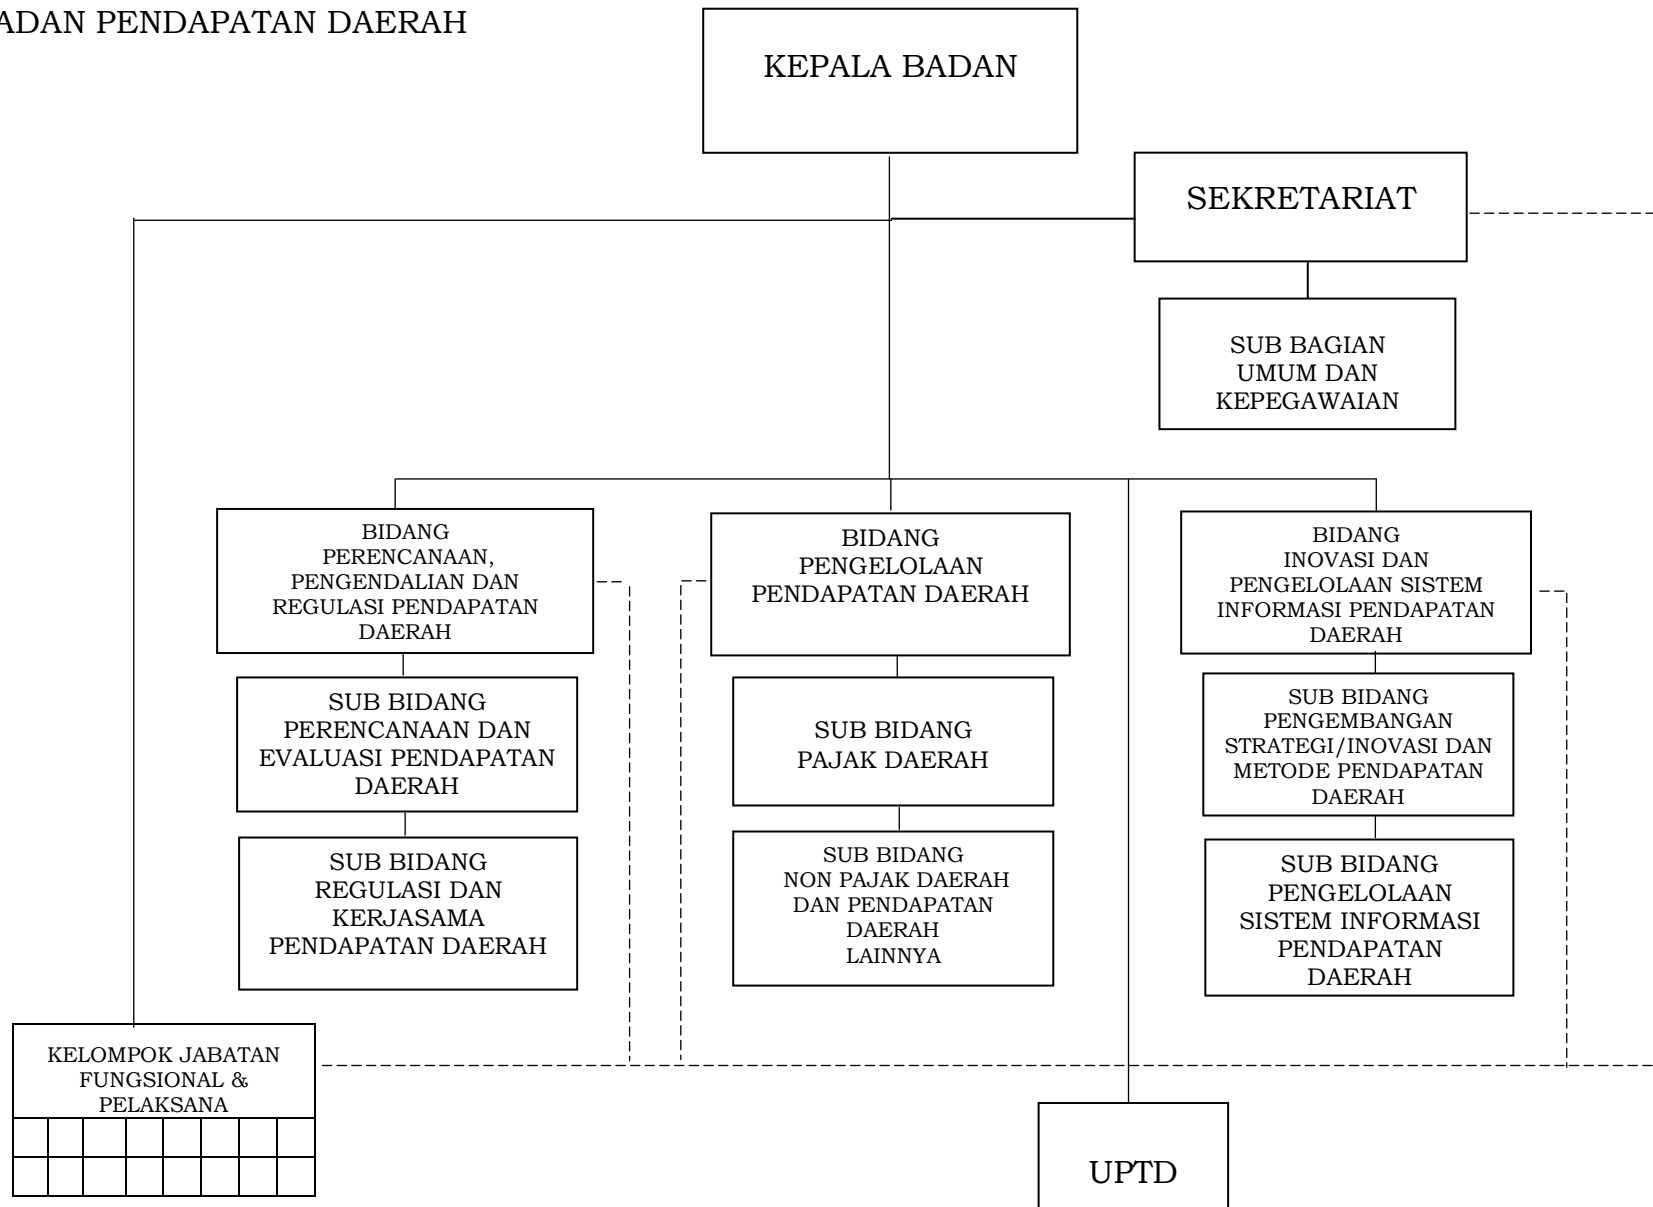 ADAN PENDAPATAN DAERAH
KEPALA BADAN
SEKRETARIAT
SUB BAGIAN
UMUM DAN
KEPEGAWAIAN
BIDANG
PERENCANAAN,
PENGENDALIAN DAN
REGULASI PENDAPATAN
DAERAH
BIDANG
PENGELOLAAN
PENDAPATAN DAERAH
BIDANG
INOVASI DAN
PENGELOLAAN SISTEM
INFORMASI PENDAPATAN
DAERAH
SUB BIDANG
PERENCANAAN DAN
EVALUASI PENDAPATAN
DAERAH
SUB BIDANG
PAJAK DAERAH
SUB BIDANG
PENGEMBANGAN
STRATEGI/INOVASI DAN
METODE PENDAPATAN
DAERAH
SUB BIDANG
REGULASI DAN
KERJASAMA
PENDAPATAN DAERAH
SUB BIDANG
NON PAJAK DAERAH
DAN PENDAPATAN
DAERAH
LAINNYA
SUB BIDANG
PENGELOLAAN
SISTEM INFORMASI
PENDAPATAN
DAERAH
KELOMPOK JABATAN
FUNGSIONAL &
PELAKSANA
UPTD